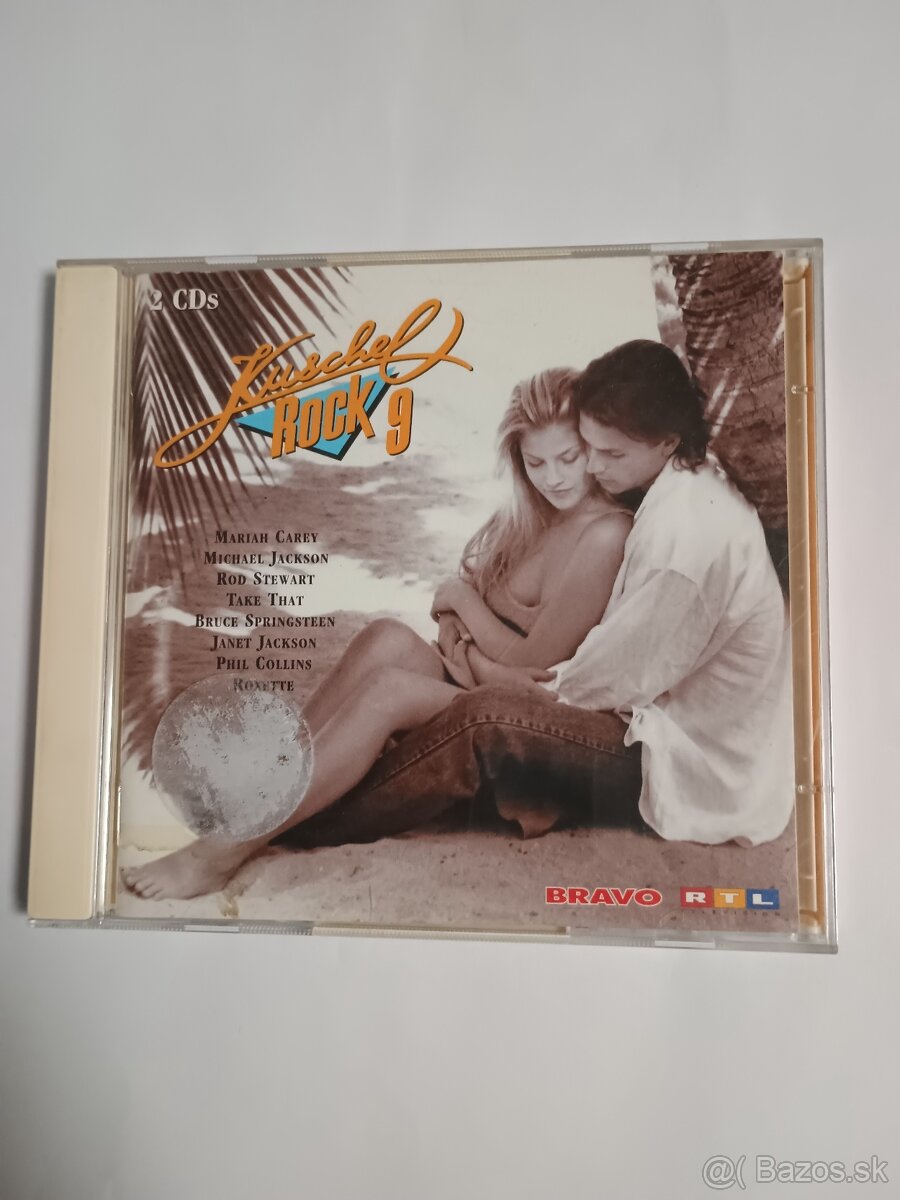 2 CDs
Kuschel
Rock 9
Mariah Carey
Michael Jackson
Rod Stewart
Take That
Bruce Springsteen
Janet Jackson
Phil Collins
Roxette
BRAVO RTL
TELEVISION
@( Bazos.sk